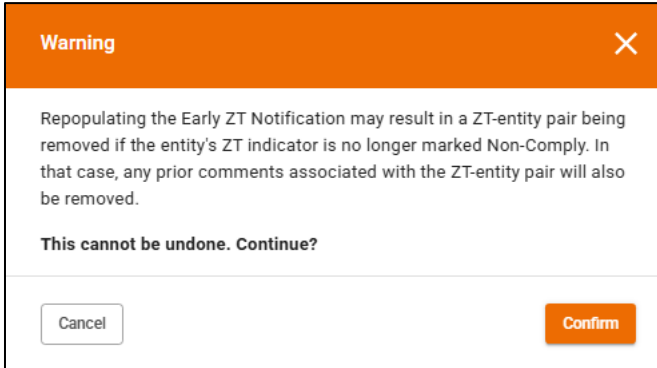 Warning
Repopulating the Early ZT Notification may result in a ZT-entity pair being
removed if the entity's ZT indicator is no longer marked Non-Comply. In
that case, any prior comments associated with the ZT-entity pair will also
be removed.
This cannot be undone. Continue?
Cancel
Confirm